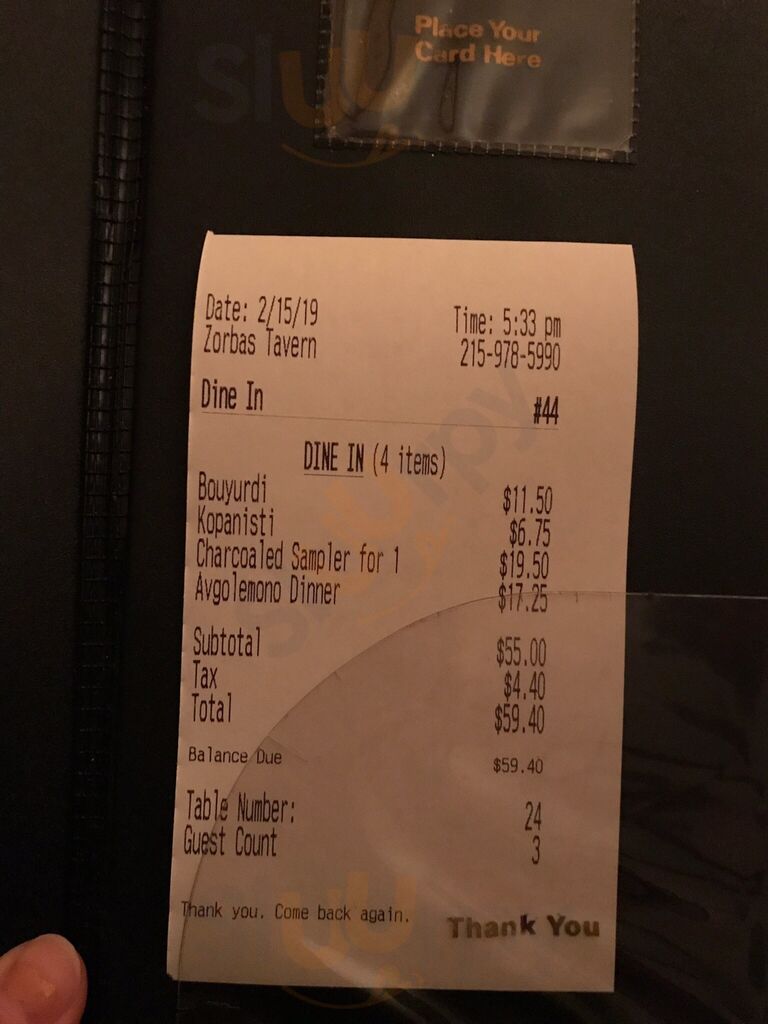 Place Your
Card Here
Date: 2/15/19 Time: 5:33 pm
Zorbas Tavern 215-978-5990
Dine In #44
DINE IN (4 items)
Bouyurdi $11.50
Kopanisti $6.75
Charcoaled Sampler for 1 $19.50
Avgolemono Dinner $17.25
Subtotal $55.00
Tax $4.40
Total $59.40
Balance Due $59.40
Table Number: 24
Guest Count 3
Thank you. Come back again. Thank You